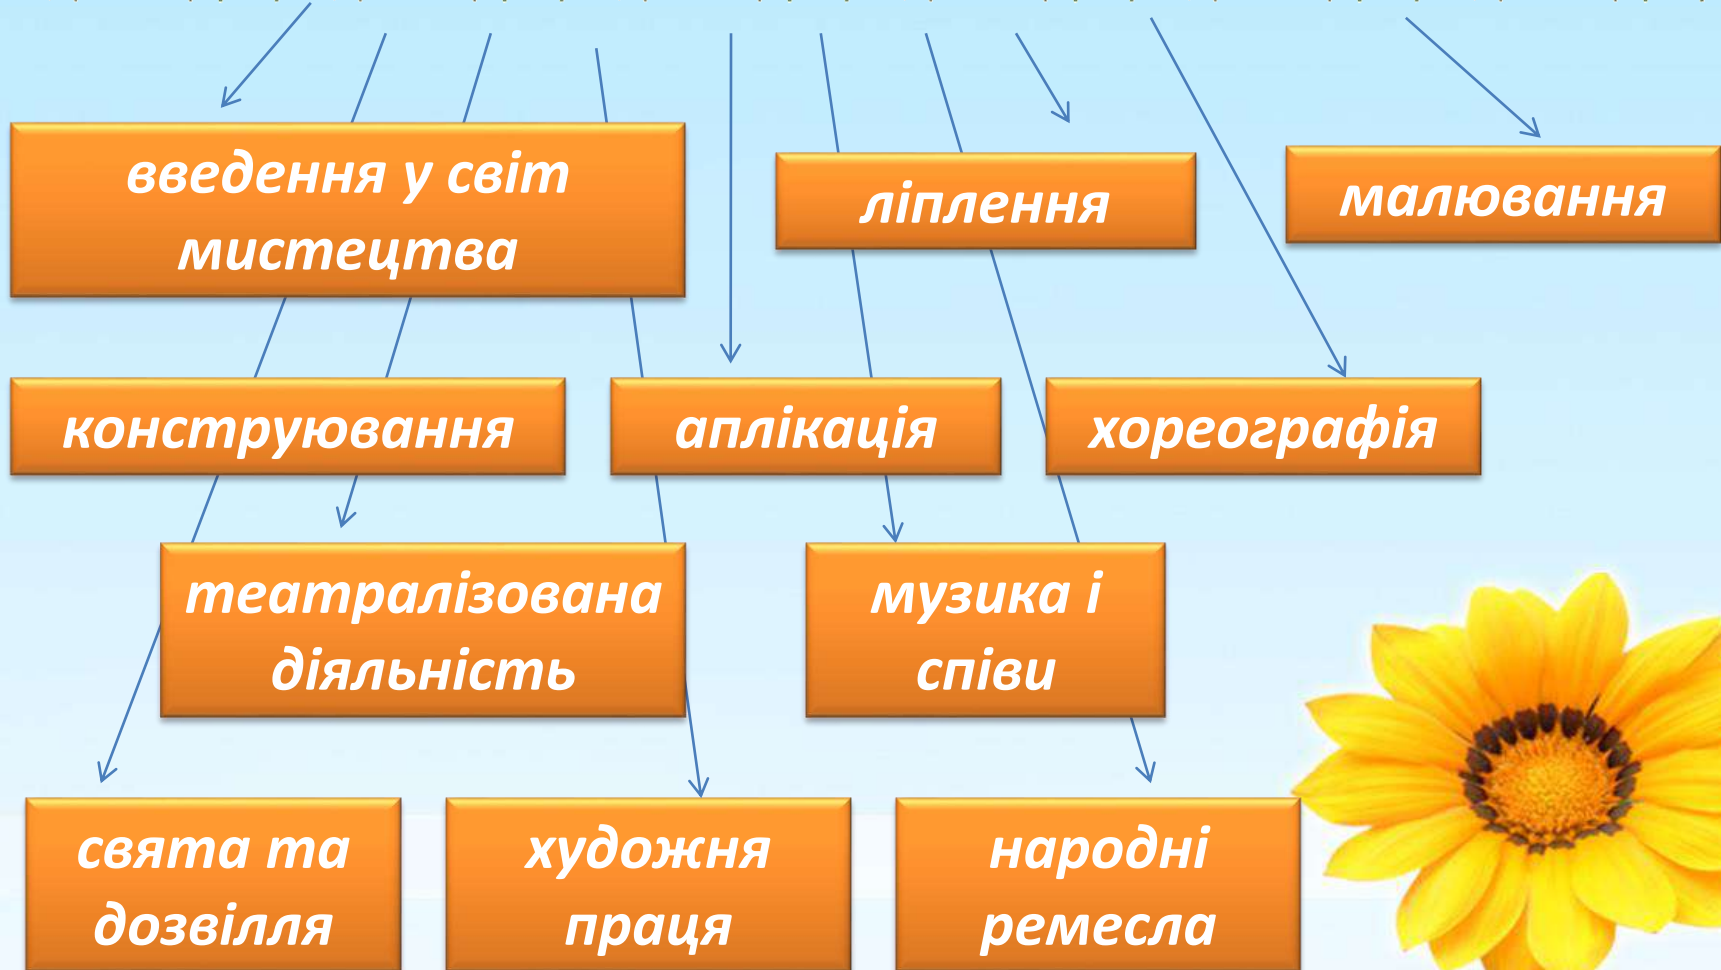 введення у світ
мистецтва
ліплення
малювання
конструювання
аплікація
хореографія
театралізована
діяльність
музика і
співи
свята та
дозвілля
художня
праця
народні
ремесла